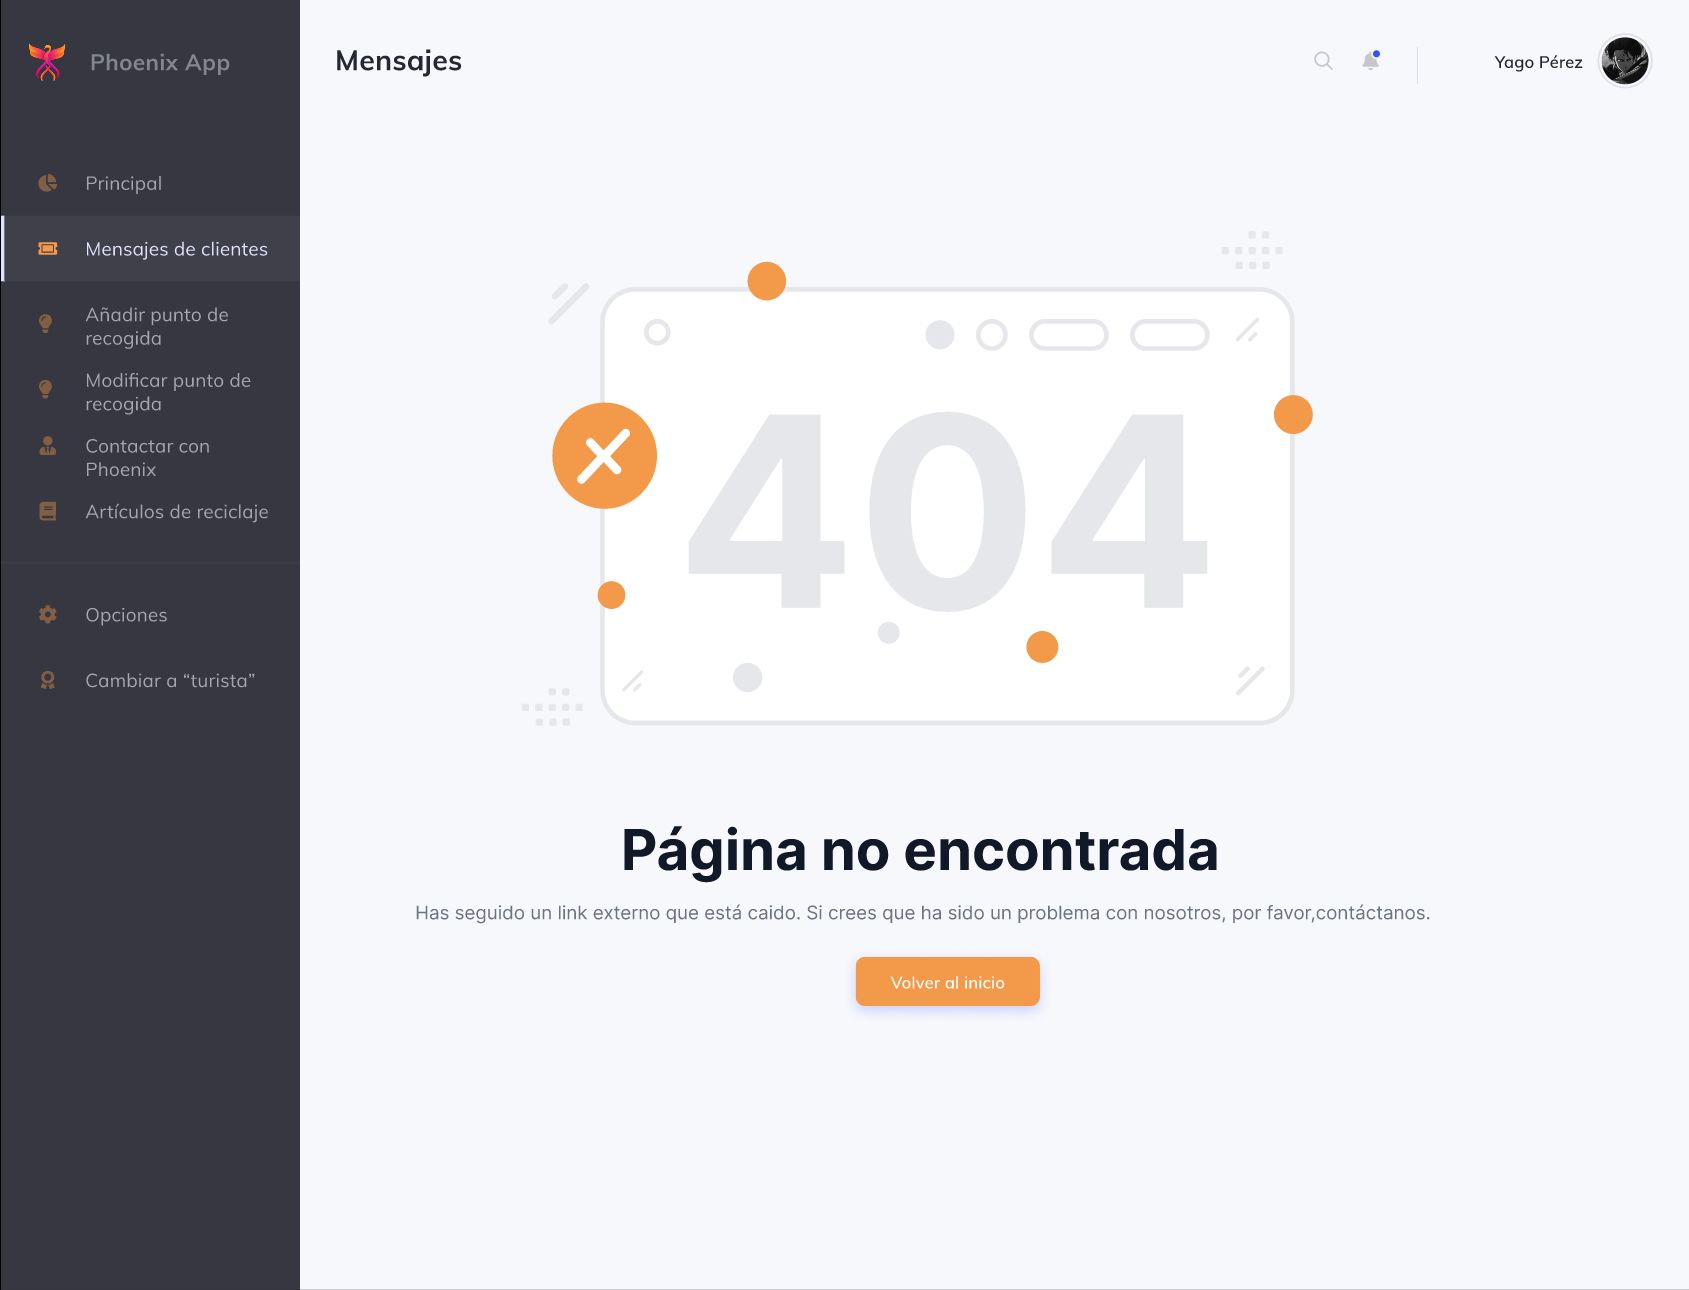 Phoenix App
Mensajes
Yago Pérez
Principal
Mensajes de clientes
Añadir punto de
recogida
Modificar punto de
recogida
Contactar con
Phoenix
Artículos de reciclaje
Opciones
Cambiar a “turista”
404
Página no encontrada
Has seguido un link externo que está caido. Si crees que ha sido un problema con nosotros, por favor,contáctanos.
Volver al inicio